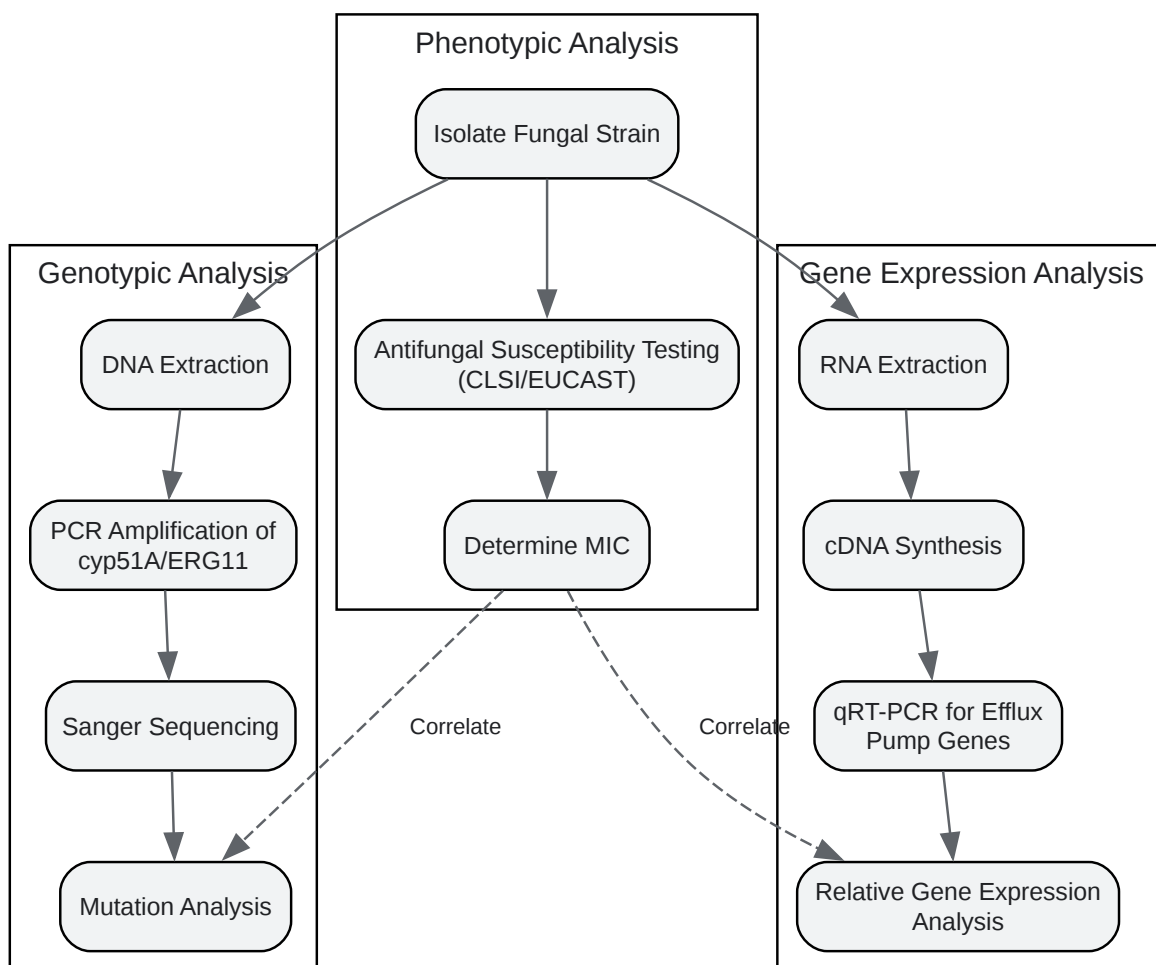 Phenotypic Analysis
Isolate Fungal Strain
Genotypic Analysis
Gene Expression Analysis
DNA Extraction
Antifungal Susceptibility Testing
(CLSI/EUCAST)
RNA Extraction
PCR Amplification of
cyp51A/ERG11
Determine MIC
cDNA Synthesis
Sanger Sequencing
Correlate
Correlate
qRT-PCR for Efflux
Pump Genes
Mutation Analysis
Relative Gene Expression
Analysis